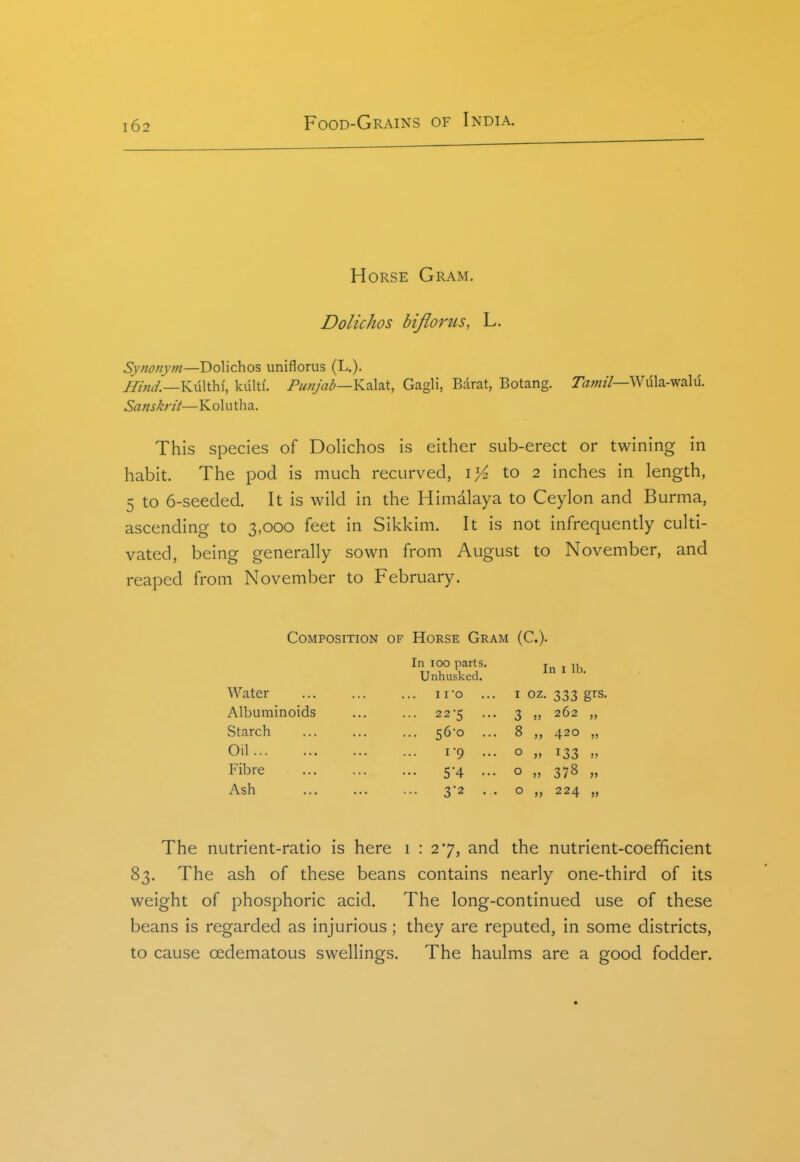 162
Food-Grains of India.
Horse Gram.
Dolichos biflorus, L.
Synonym—Dolichos uniflorus (L.).
Hind.—Kúlthí, kúltí. Punjab—Kalat, Gagli, Bárat, Botang. Tamil—Wúla-walú.
Sanskrit—Kolutha.
This species of Dolichos is either sub-erect or twining in
habit. The pod is much recurved, 1½ to 2 inches in length,
5 to 6-seeded. It is wild in the Himálaya to Ceylon and Burma,
ascending to 3,000 feet in Sikkim. It is not infrequently culti-
vated, being generally sown from August to November, and
reaped from November to February.
Composition of Horse Gram (C.).
In 100 parts. In 1 lb.
Unhusked.
Water ... ... ... 11·0 ... 1 oz. 333 grs.
Albuminoids ... ... 22·5 ... 3 „ 262 „
Starch ... ... ... 56·0 ... 8 „ 420 „
Oil ... ... ... ... 1·9 ... 0 „ 133 „
Fibre ... ... ... 5·4 ... 0 „ 378 „
Ash ... ... ... 3·2 ... 0 „ 224 „
The nutrient-ratio is here 1 : 2·7, and the nutrient-coefficient
83. The ash of these beans contains nearly one-third of its
weight of phosphoric acid. The long-continued use of these
beans is regarded as injurious ; they are reputed, in some districts,
to cause œdematous swellings. The haulms are a good fodder.